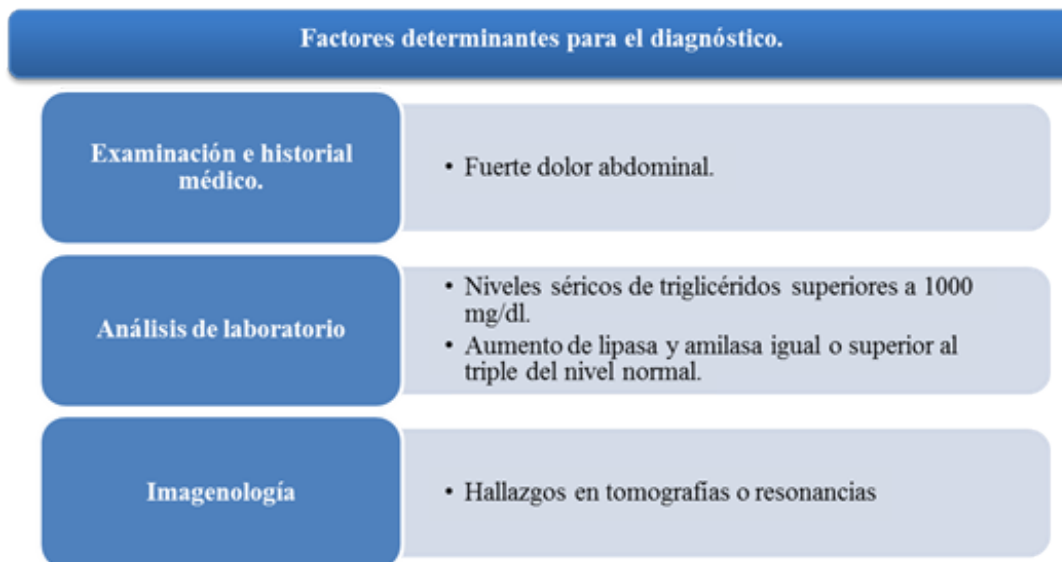 Factores determinantes para el diagnóstico.
Examinación e historial
médico.
• Fuerte dolor abdominal.
Análisis de laboratorio
• Niveles séricos de triglicéridos superiores a 1000
mg/dl.
• Aumento de lipasa y amilasa igual o superior al
triple del nivel normal.
Imagenología
• Hallazgos en tomografías o resonancias